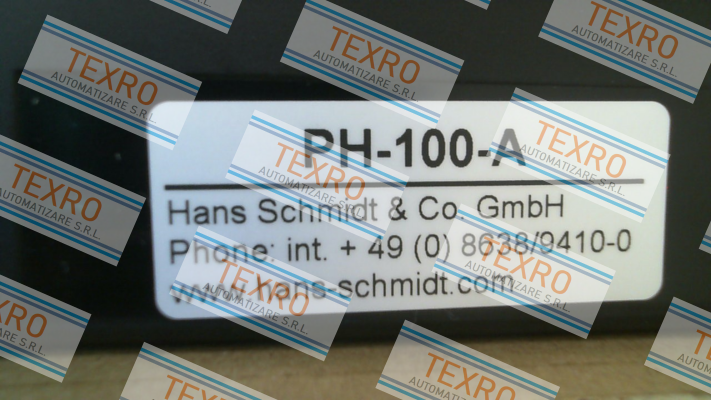 PH-100-A
Hans Schmidt & Co. GmbH
Phone: int. + 49 (0) 8638/9410-0
www.hans-schmidt.com
TEXRO
AUTOMATIZARE S.R.L.